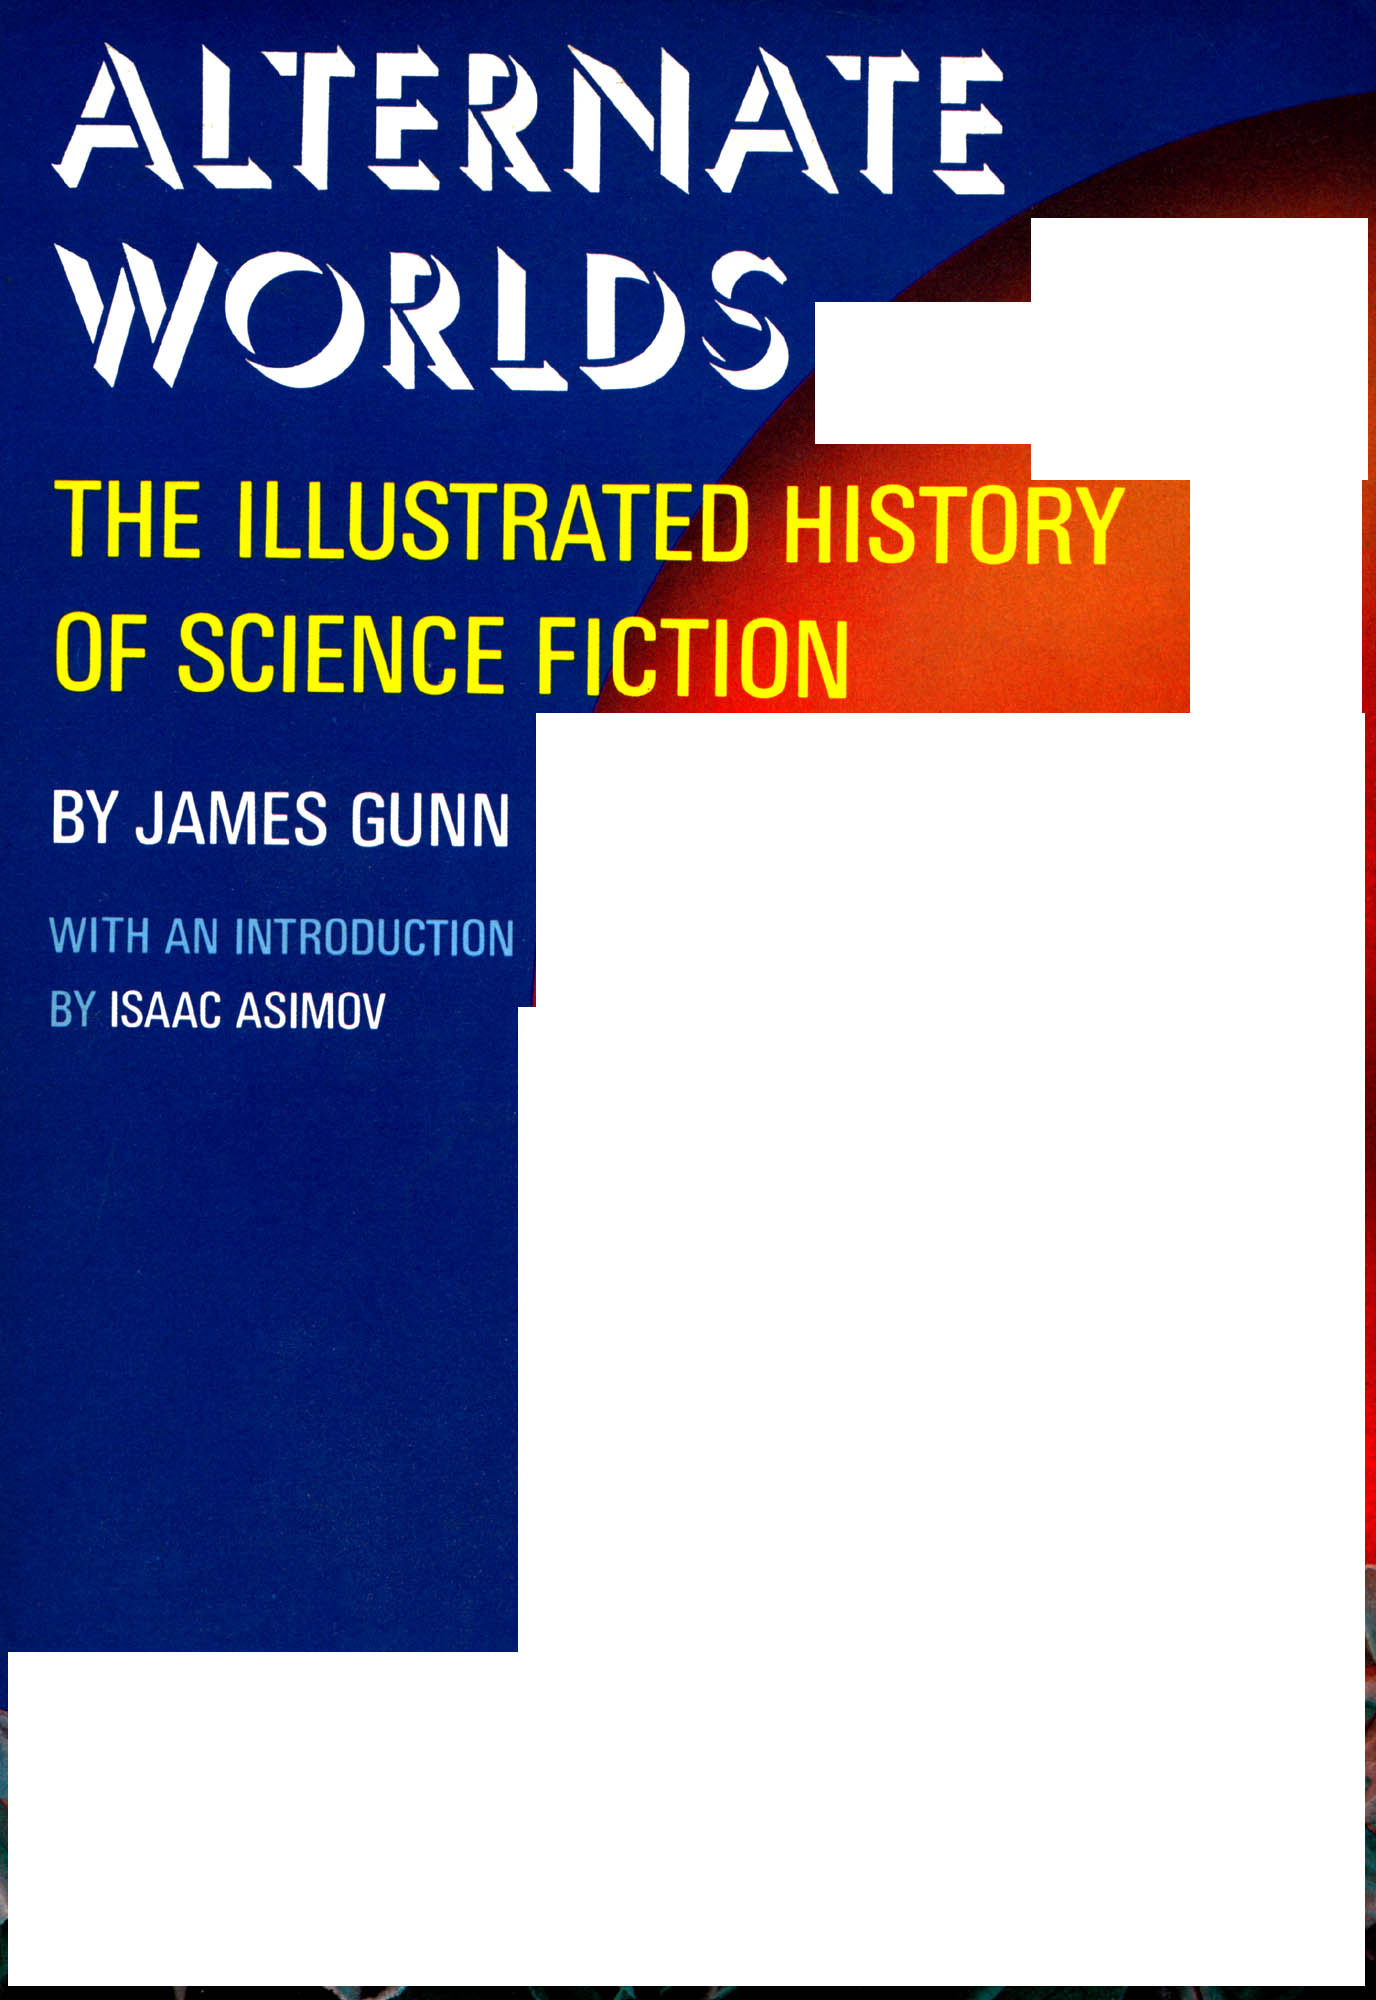 ALTERNATE
WORLDS
THE ILLUSTRATED HISTORY
OF SCIENCE FICTION
BY JAMES GUNN
WITH AN INTRODUCTION
BY ISAAC ASIMOV